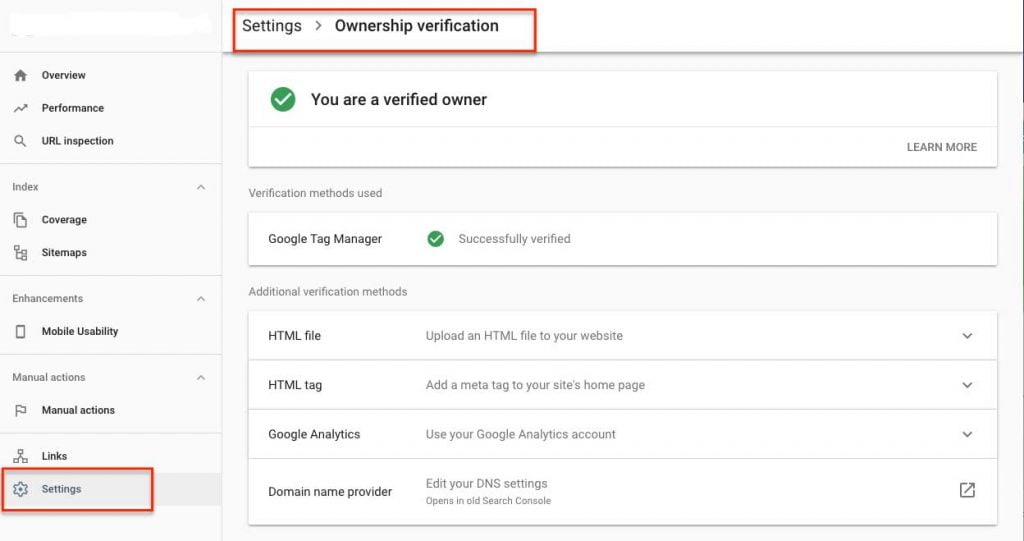 Settings > Ownership verification
Overview
Performance
URL inspection
Index
Coverage
Sitemaps
Enhancements
Mobile Usability
Manual actions
Manual actions
Links
Settings
You are a verified owner
LEARN MORE
Verification methods used
Google Tag Manager Successfully verified
Additional verification methods
HTML file Upload an HTML file to your website
HTML tag Add a meta tag to your site's home page
Google Analytics Use your Google Analytics account
Domain name provider Edit your DNS settings
Opens in old Search Console